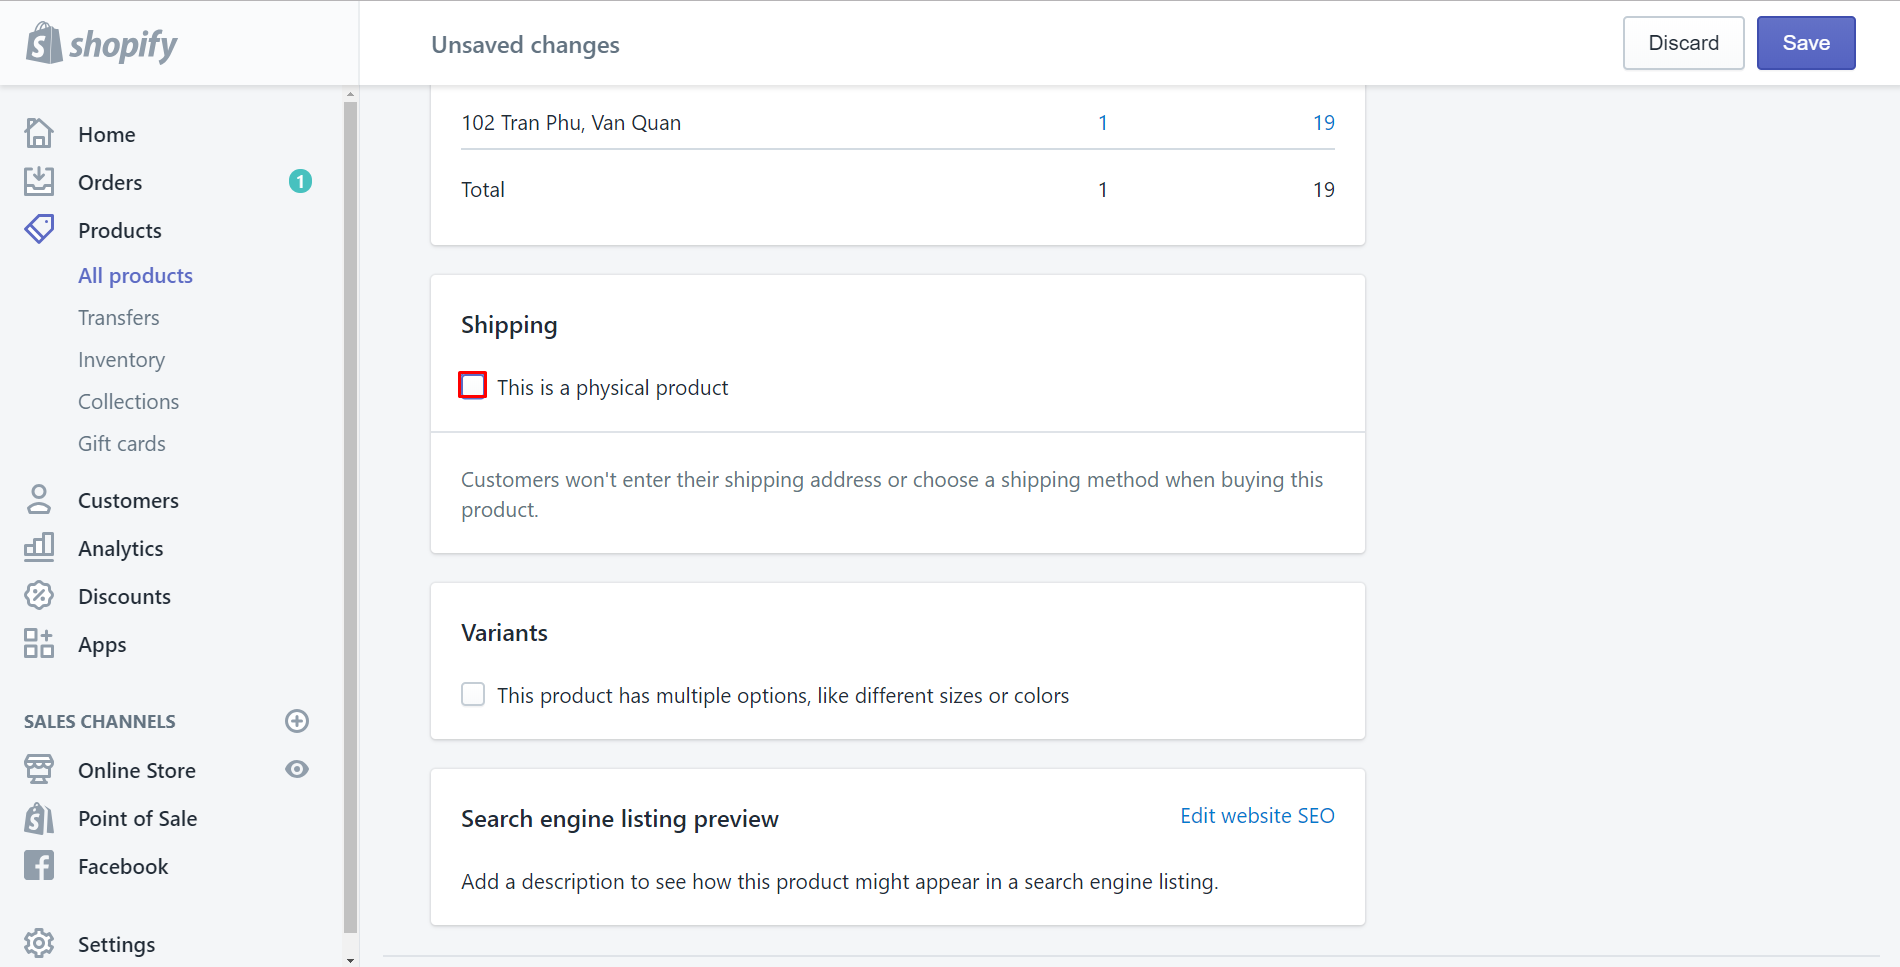 shopify
Unsaved changes
Discard
Save
Home
Orders 1
Products
All products
Transfers
Inventory
Collections
Gift cards
Customers
Analytics
Discounts
Apps
SALES CHANNELS
Online Store
Point of Sale
Facebook
Settings
102 Tran Phu, Van Quan 1 19
Total 1 19
Shipping
This is a physical product
Customers won't enter their shipping address or choose a shipping method when buying this
product.
Variants
This product has multiple options, like different sizes or colors
Search engine listing preview
Edit website SEO
Add a description to see how this product might appear in a search engine listing.